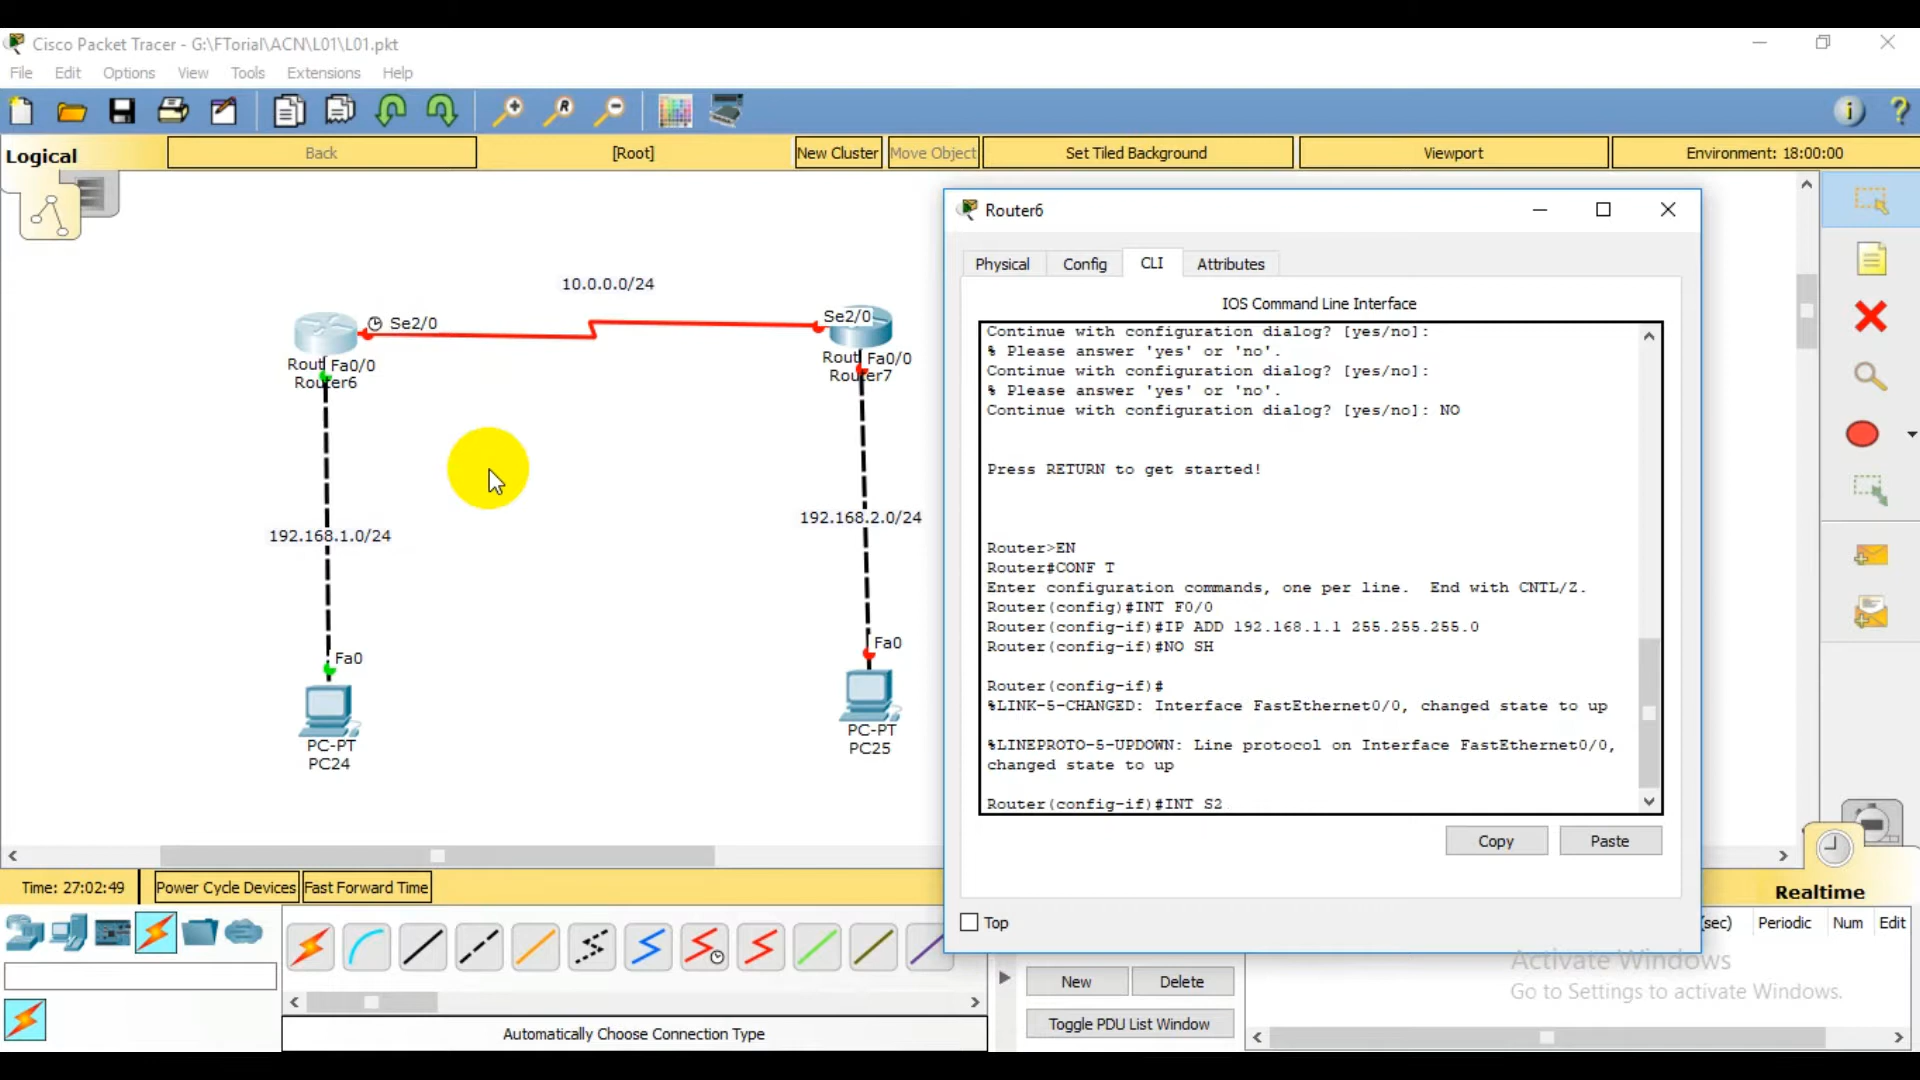 Cisco Packet Tracer - G:\FTorial\ACN\L01\L01.pkt
File Edit Options View Tools Extensions Help
Logical
Back
[Root]
New Cluster
Move Object
Set Tiled Background
Viewport
Environment: 18:00:00
10.0.0.0/24
Se2/0
Se2/0
Rout Fa0/0
Router6
Rout Fa0/0
Router7
192.168.1.0/24
192.168.2.0/24
Fa0
Fa0
PC-PT
PC24
PC-PT
PC25
Router6
Physical
Config
CLI
Attributes
IOS Command Line Interface
Continue with configuration dialog? [yes/no]:
% Please answer 'yes' or 'no'.
Continue with configuration dialog? [yes/no]:
% Please answer 'yes' or 'no'.
Continue with configuration dialog? [yes/no]: NO
Press RETURN to get started!
Router>EN
Router#CONF T
Enter configuration commands, one per line.  End with CNTL/Z.
Router(config)#INT F0/0
Router(config-if)#IP ADD 192.168.1.1 255.255.255.0
Router(config-if)#NO SH
Router(config-if)#
%LINK-5-CHANGED: Interface FastEthernet0/0, changed state to up
%LINEPROTO-5-UPDOWN: Line protocol on Interface FastEthernet0/0,
changed state to up
Router(config-if)#INT S2
Copy
Paste
Top
Time: 27:02:49
Power Cycle Devices
Fast Forward Time
Realtime
(sec) Periodic Num Edit
New
Delete
Toggle PDU List Window
Automatically Choose Connection Type
Activate Windows
Go to Settings to activate Windows.